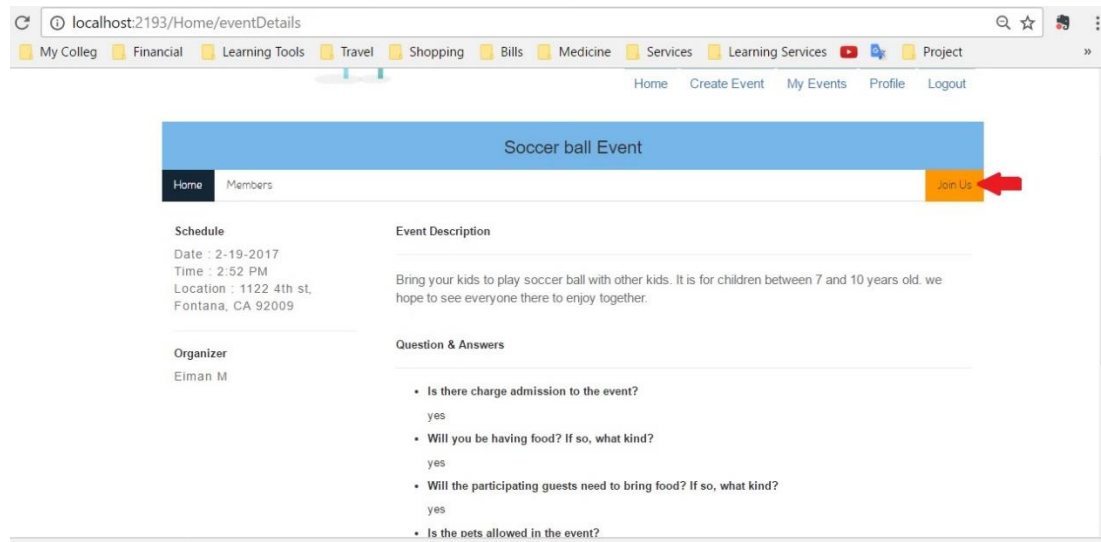 localhost:2193/Home/eventDetails
My Colleg Financial Learning Tools Travel Shopping Bills Medicine Services Learning Services Project »
Home Create Event My Events Profile Logout
Soccer ball Event
Home Members Join Us
Schedule
Date : 2-19-2017
Time : 2:52 PM
Location : 1122 4th st,
Fontana, CA 92009
Organizer
Eiman M
Event Description
Bring your kids to play soccer ball with other kids. It is for children between 7 and 10 years old. we
hope to see everyone there to enjoy together.
Question & Answers
• Is there charge admission to the event?
yes
• Will you be having food? If so, what kind?
yes
• Will the participating guests need to bring food? If so, what kind?
yes
• Is the pets allowed in the event?